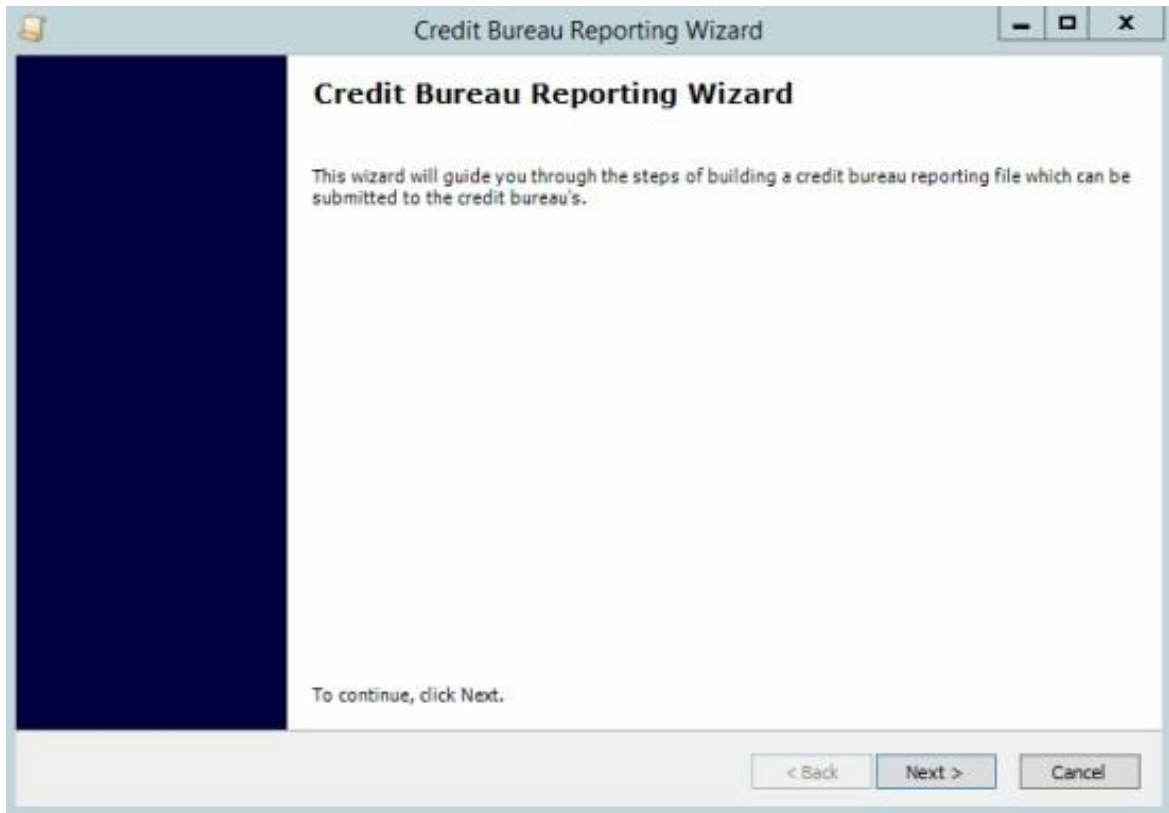 Credit Bureau Reporting Wizard
Credit Bureau Reporting Wizard
This wizard will guide you through the steps of building a credit bureau reporting file which can be
submitted to the credit bureau's.
To continue, click Next.
< Back Next > Cancel